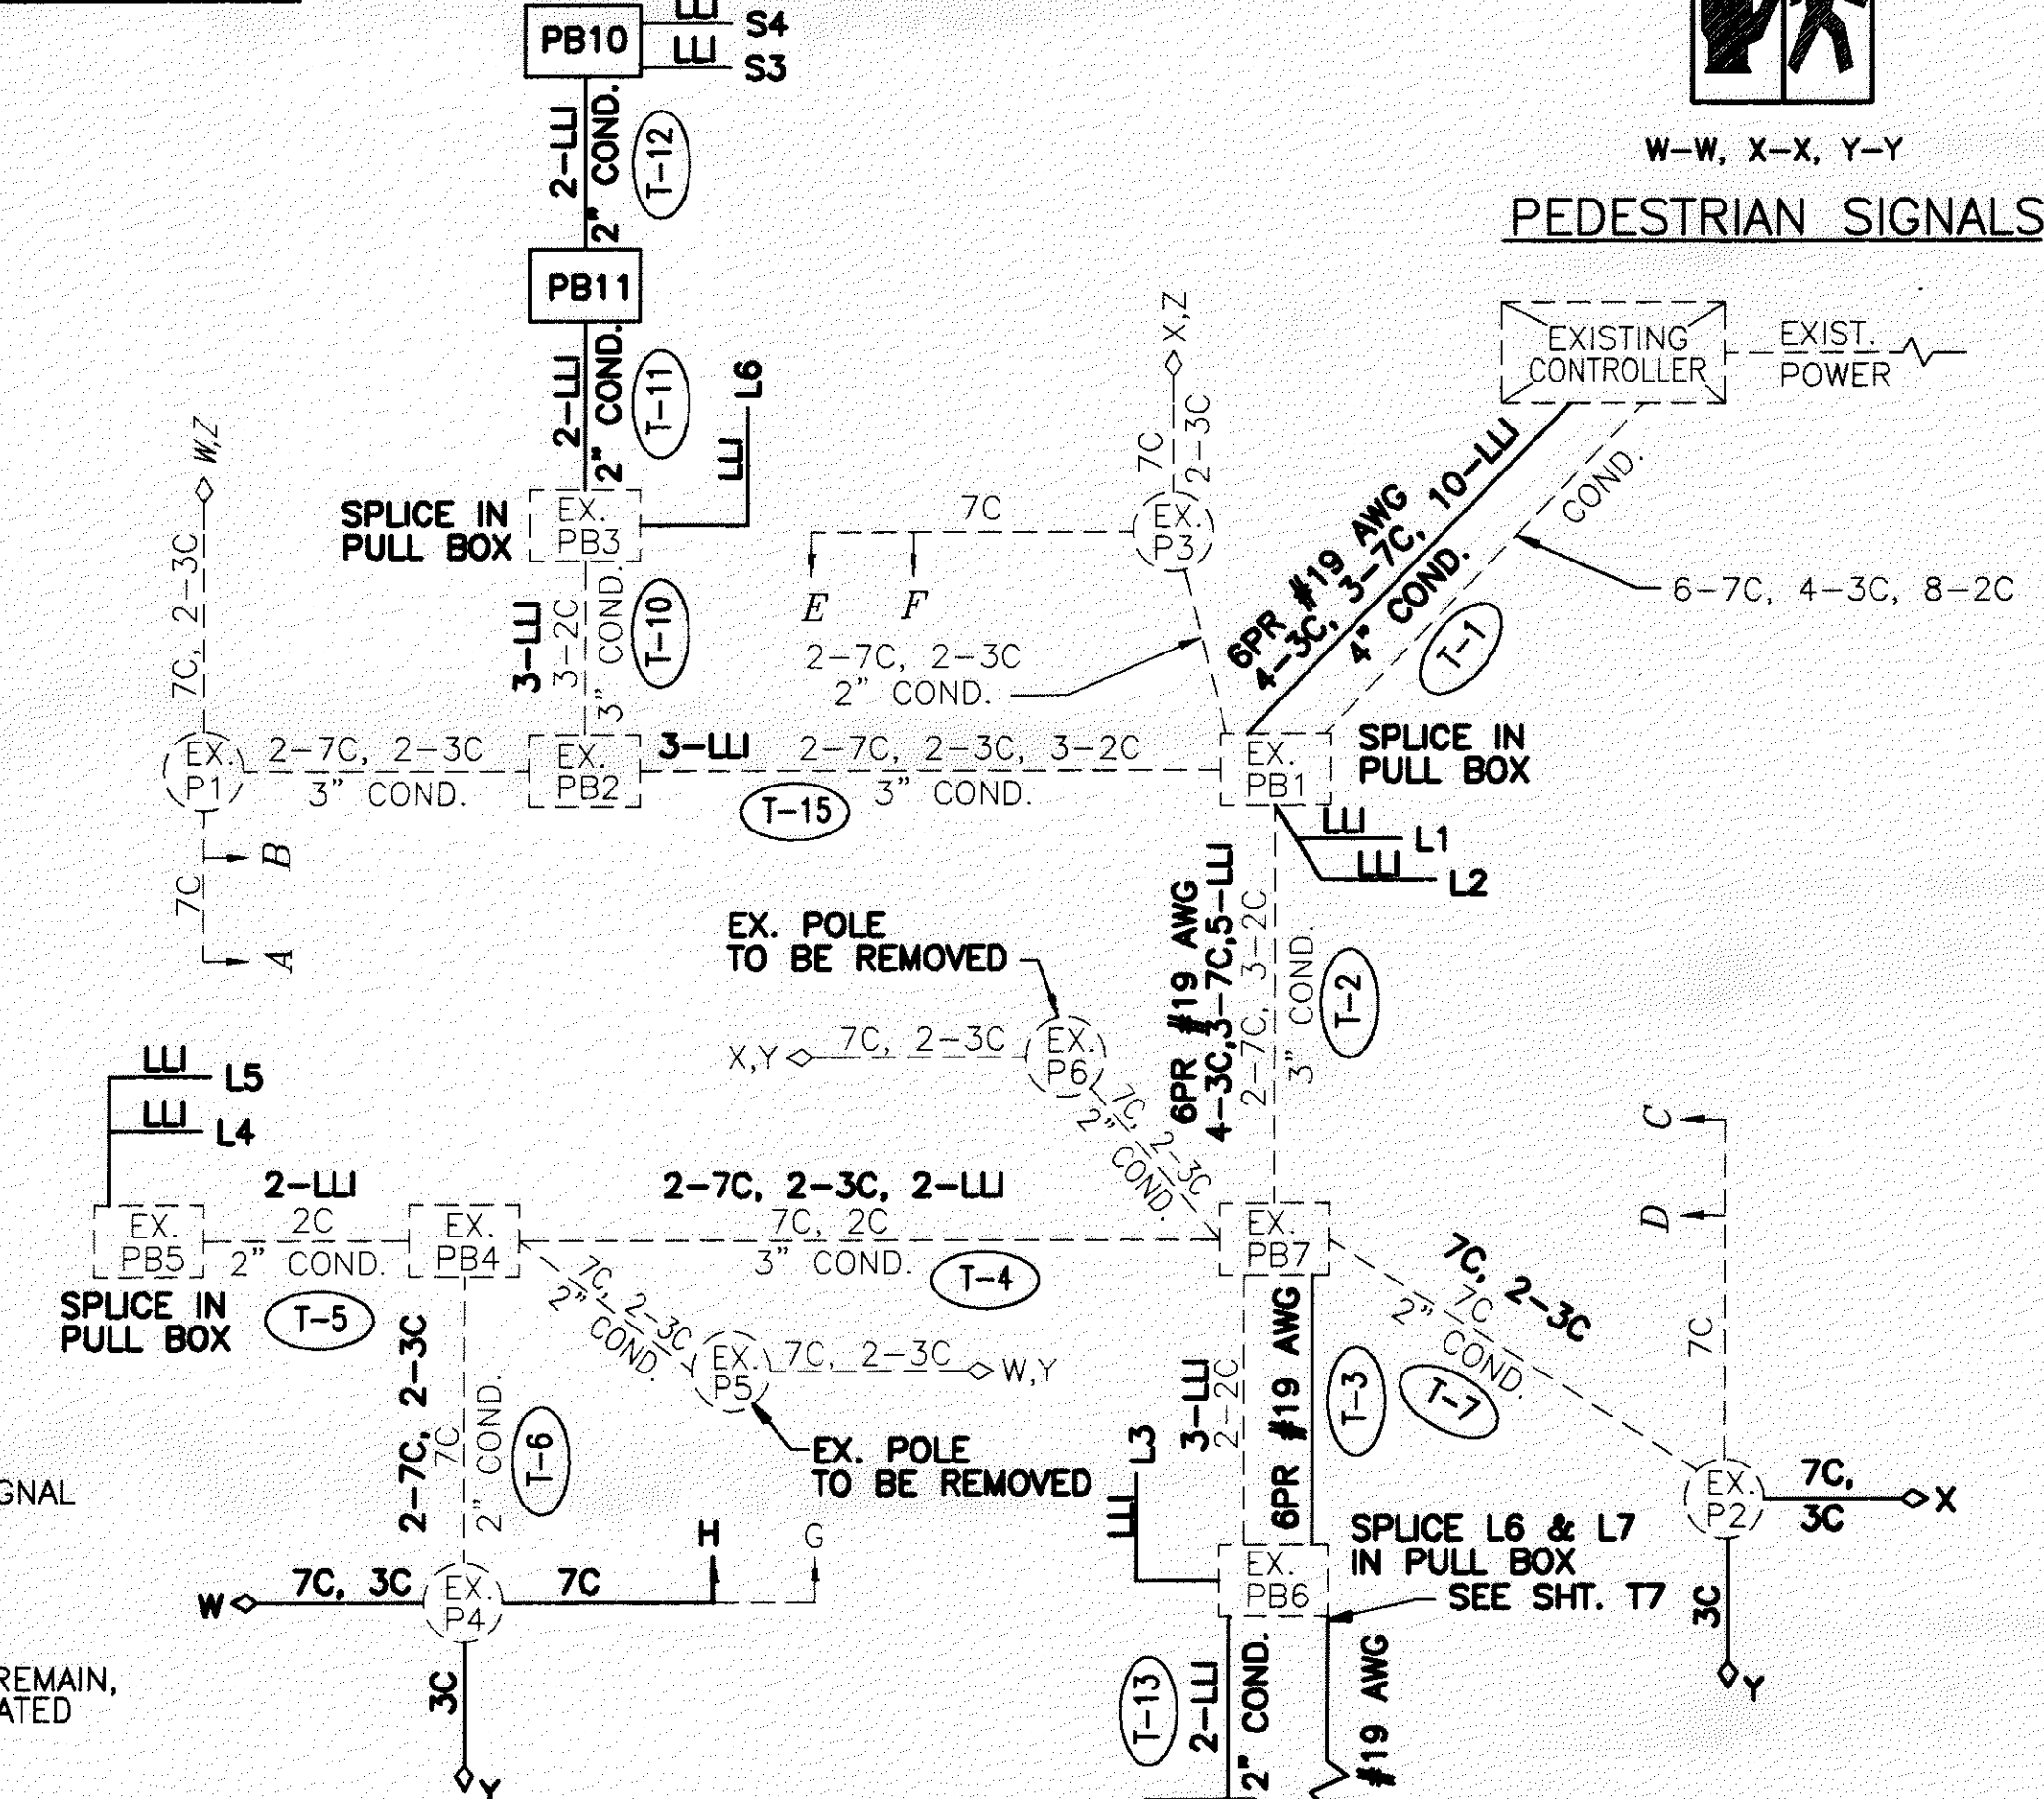 LLI
S4
PB10
LLI
S3
2-LLI
2" COND.
T-12
W-W, X-X, Y-Y
PEDESTRIAN SIGNALS
PB11
2-LLI
2" COND.
T-11
L6
LLI
X,Z
7C
2-3C
EXISTING
CONTROLLER
EXIST.
POWER
W,Z
7C, 2-3C
SPLICE IN
PULL BOX
EX.
PB3
7C
EX.
P3
E
F
6PR #19 AWG
4-3C, 3-7C, 10-LLI
4" COND.
COND.
T-1
6-7C, 4-3C, 8-2C
3-LLI
3-2C
3" COND.
T-10
2-7C, 2-3C
2" COND.
EX.
P1
2-7C, 2-3C
3" COND.
EX.
PB2
3-LLI
2-7C, 2-3C, 3-2C
3" COND.
T-15
EX.
PB1
SPLICE IN
PULL BOX
LLI
L1
LLI
L2
B
7C
A
EX. POLE
TO BE REMOVED
6PR #19 AWG
4-3C,3-7C,5-LLI
2-7C, 2-3C, 3-2C
3" COND.
T-2
X,Y
7C, 2-3C
EX.
P6
7C, 2-3C
2" COND.
LLI
L5
LLI
L4
C
D
7C
2-LLI
2C
2" COND.
EX.
PB5
SPLICE IN
PULL BOX
T-5
EX.
PB4
2-7C, 2-3C, 2-LLI
7C, 2C
3" COND.
T-4
EX.
PB7
7C, 2-3C
7C
2" COND.
T-7
7C, 2-3C
2" COND.
EX.
P5
7C, 2-3C
W,Y
EX. POLE
TO BE REMOVED
2-7C, 2-3C
7C
2" COND.
T-6
3-LLI
2-2C
6PR #19 AWG
T-3
L3
LLI
EX.
P2
7C,
3C
X
3C
Y
GNAL
H
G
SPLICE L6 & L7
IN PULL BOX
SEE SHT. T7
EX.
PB6
W
7C, 3C
EX.
P4
7C
3C
Y
REMAIN,
ATED
T-13
2-LLI
2" COND.
#19 AWG